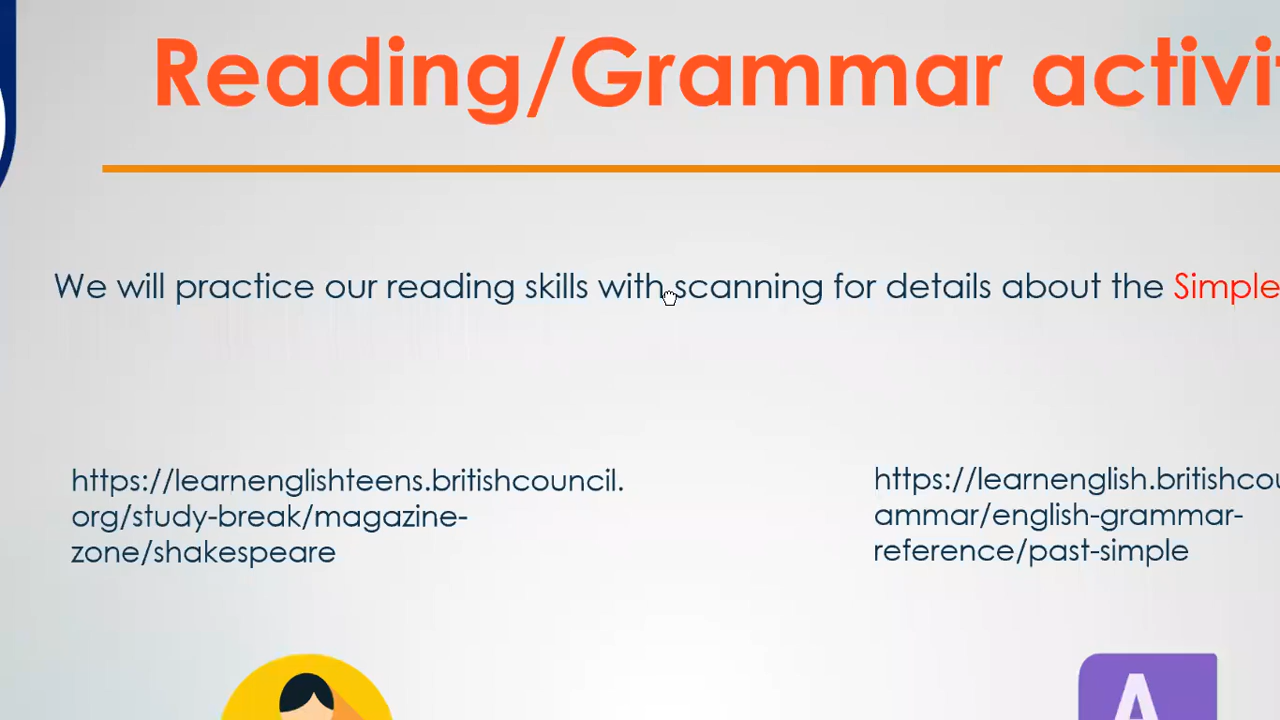 Reading/Grammar activi
We will practice our reading skills with scanning for details about the Simple
https://learnenglishteens.britishcouncil.
org/study-break/magazine-
zone/shakespeare
https://learnenglish.britishcou
ammar/english-grammar-
reference/past-simple
A